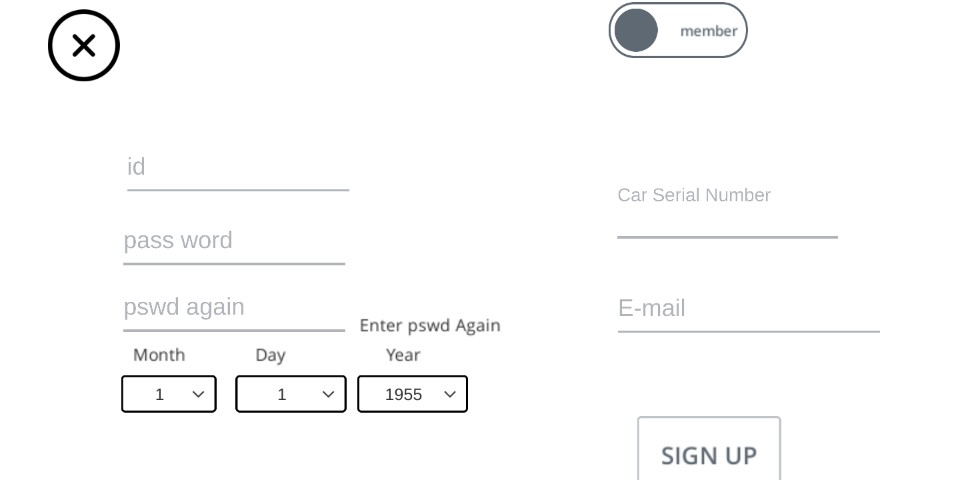 member
id
Car Serial Number
pass word
pswd again
E-mail
Enter pswd Again
Month Day Year
1 1 1955
SIGN UP